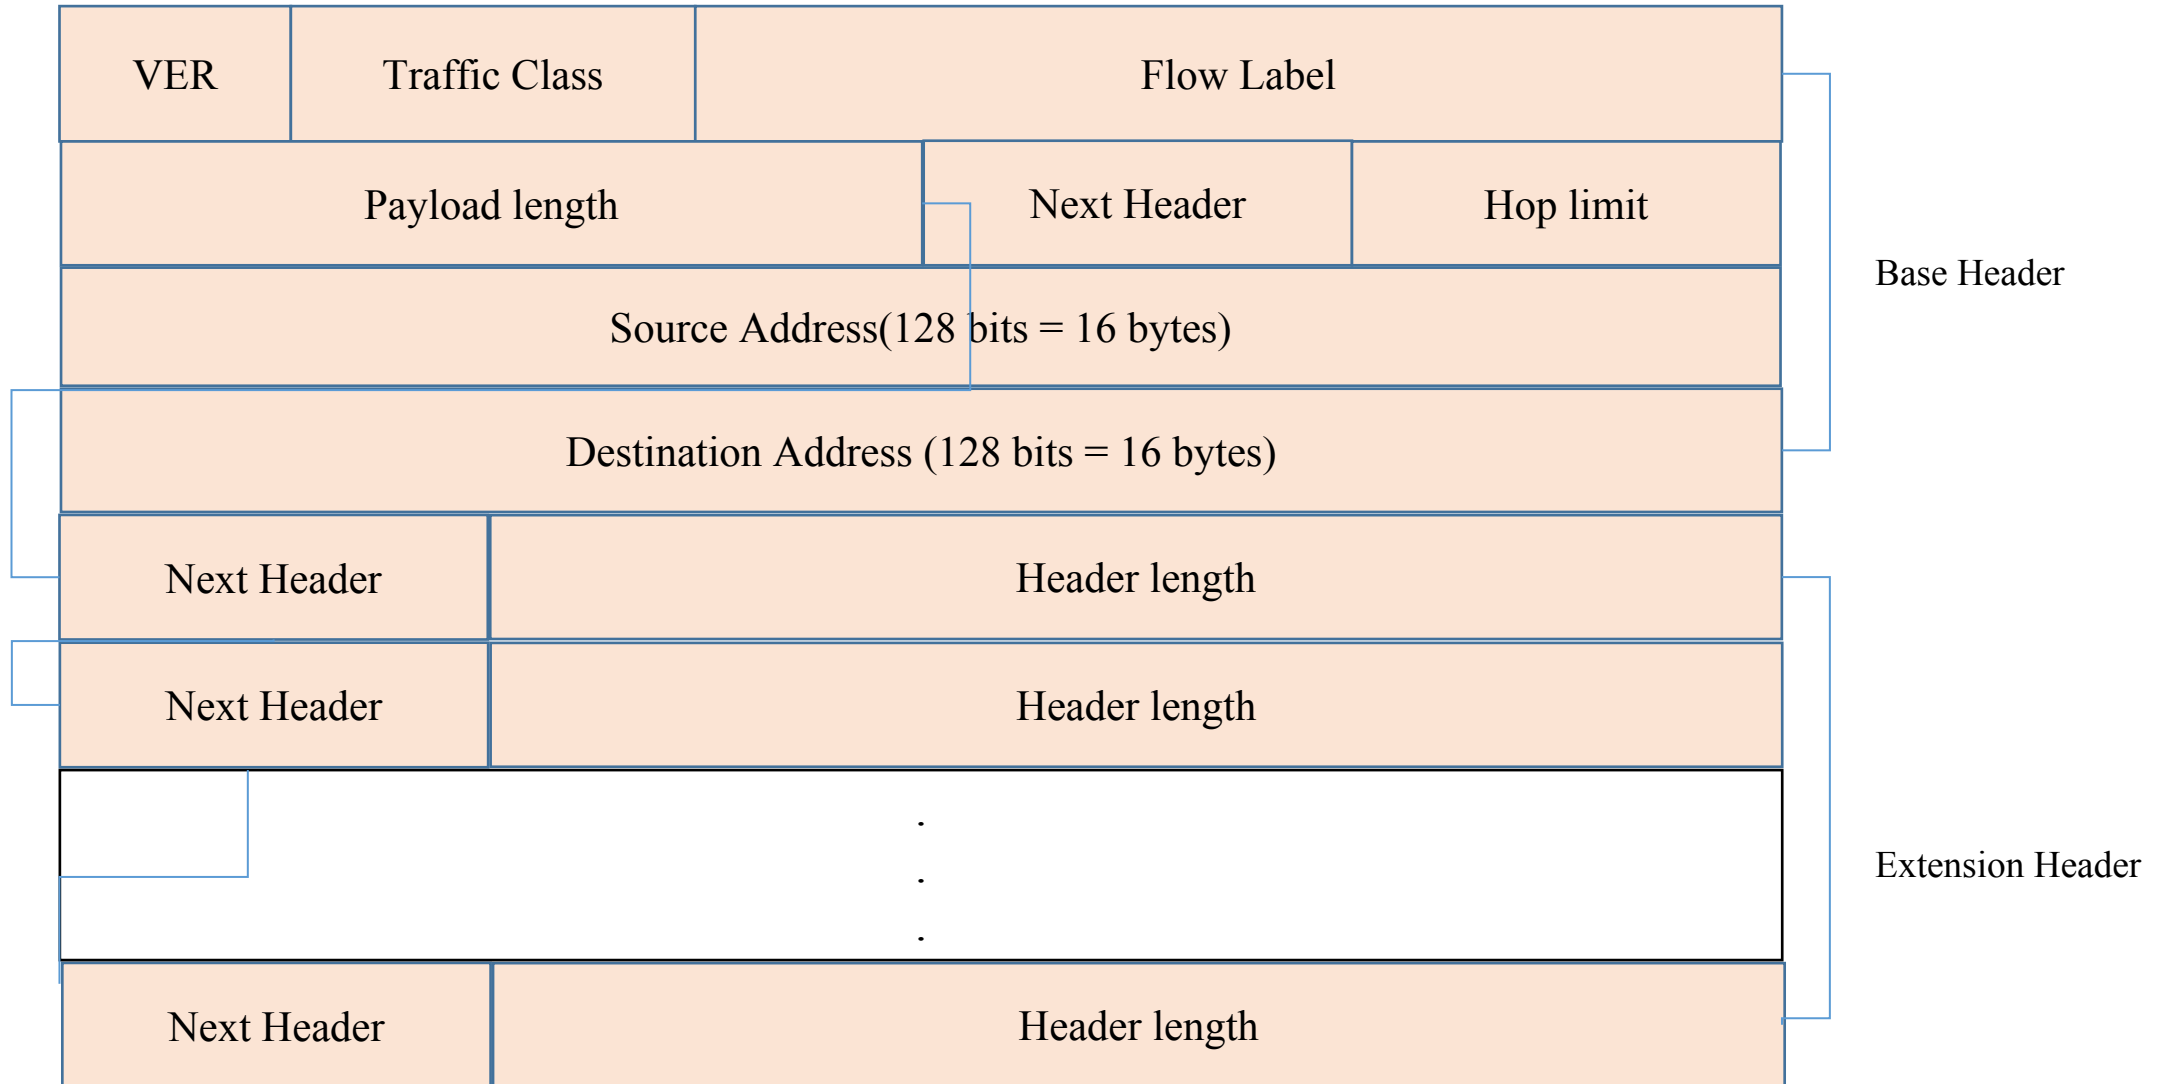 VER Traffic Class Flow Label
Payload length Next Header Hop limit
Base Header
Source Address(128 bits = 16 bytes)
Destination Address (128 bits = 16 bytes)
Next Header Header length
Next Header Header length
.
.
.
Extension Header
Next Header Header length